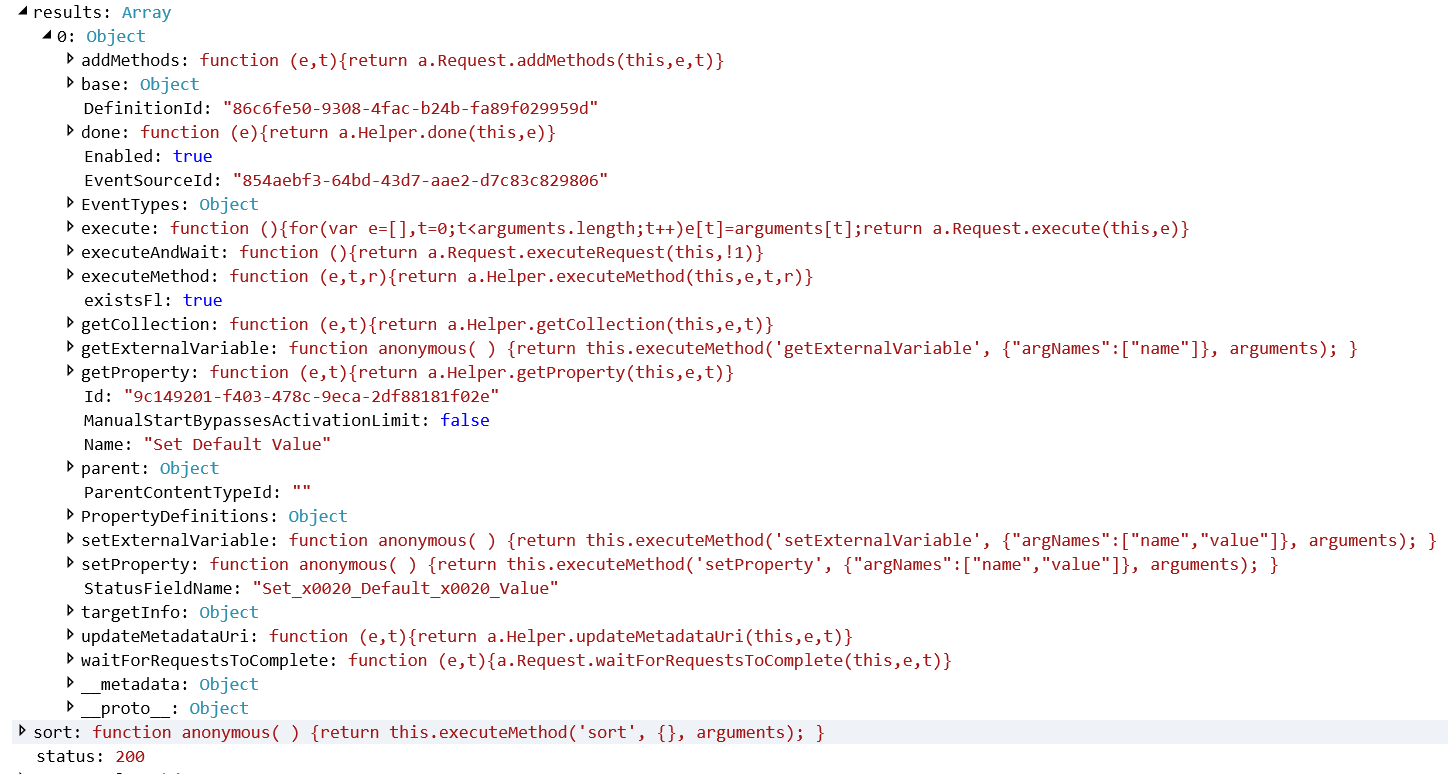 results: Array
0: Object
addMethods: function (e,t){return a.Request.addMethods(this,e,t)}
base: Object
DefinitionId: "86c6fe50-9308-4fac-b24b-fa89f029959d"
done: function (e){return a.Helper.done(this,e)}
Enabled: true
EventSourceId: "854aebf3-64bd-43d7-aae2-d7c83c829806"
EventTypes: Object
execute: function (){for(var e=[],t=0;t<arguments.length;t++)e[t]=arguments[t];return a.Request.execute(this,e)}
executeAndWait: function (){return a.Request.executeRequest(this,!1)}
executeMethod: function (e,t,r){return a.Helper.executeMethod(this,e,t,r)}
existsFl: true
getCollection: function (e,t){return a.Helper.getCollection(this,e,t)}
getExternalVariable: function anonymous( ) {return this.executeMethod('getExternalVariable', {"argNames":["name"]}, arguments); }
getProperty: function (e,t){return a.Helper.getProperty(this,e,t)}
Id: "9c149201-f403-478c-9eca-2df88181f02e"
ManualStartBypassesActivationLimit: false
Name: "Set Default Value"
parent: Object
ParentContentTypeId: ""
PropertyDefinitions: Object
setExternalVariable: function anonymous( ) {return this.executeMethod('setExternalVariable', {"argNames":["name","value"]}, arguments); }
setProperty: function anonymous( ) {return this.executeMethod('setProperty', {"argNames":["name","value"]}, arguments); }
StatusFieldName: "Set_x0020_Default_x0020_Value"
targetInfo: Object
updateMetadataUri: function (e,t){return a.Helper.updateMetadataUri(this,e,t)}
waitForRequestsToComplete: function (e,t){a.Request.waitForRequestsToComplete(this,e,t)}
__metadata: Object
__proto__: Object
sort: function anonymous( ) {return this.executeMethod('sort', {}, arguments); }
status: 200